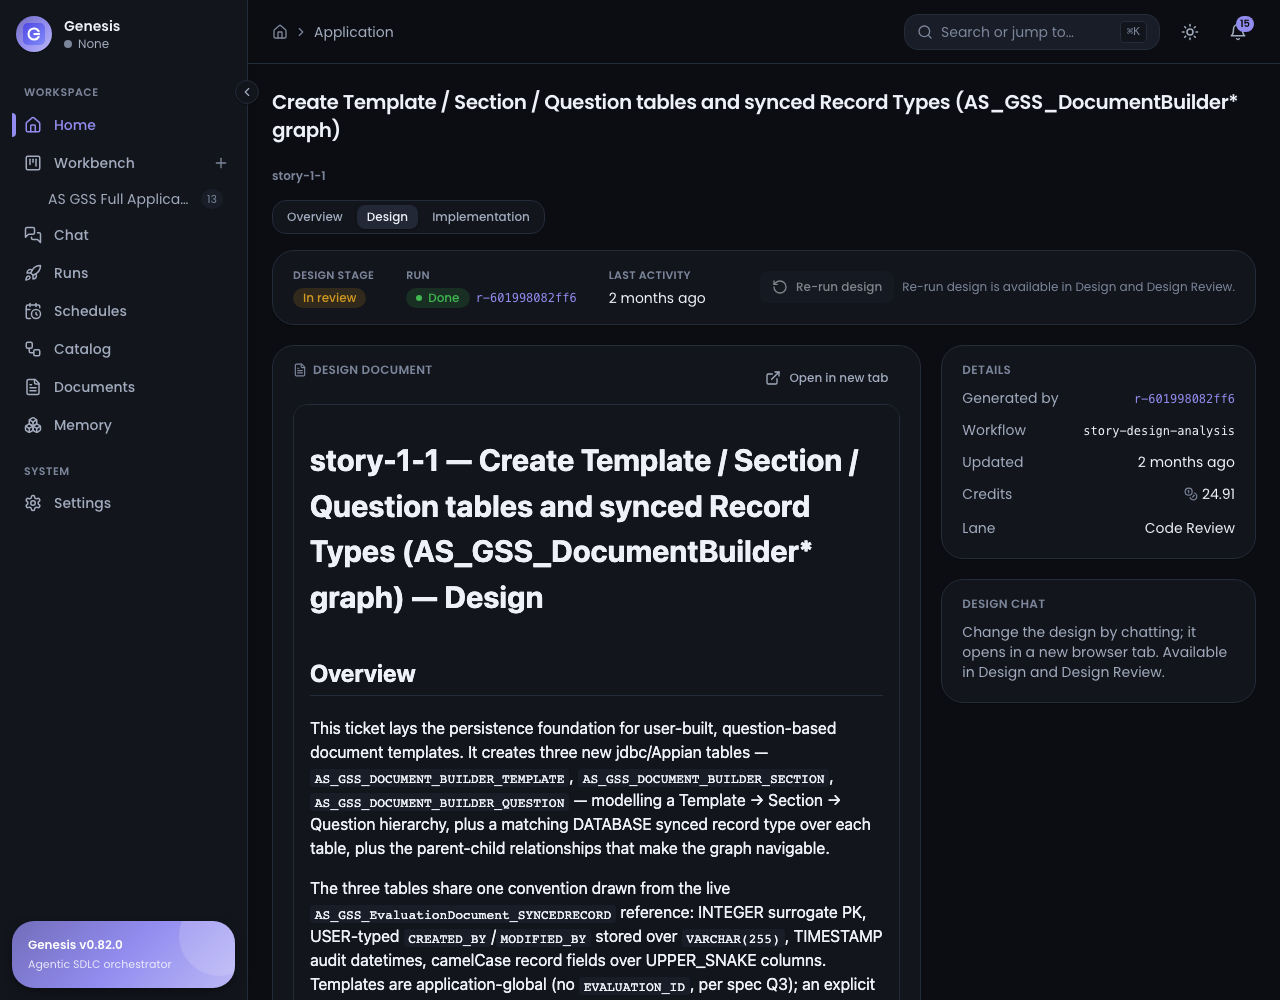 Genesis
None
WORKSPACE
Home
Workbench
AS GSS Full Applica... 13
Chat
Runs
Schedules
Catalog
Documents
Memory
SYSTEM
Settings
Genesis v0.82.0
Agentic SDLC orchestrator
Application
Search or jump to... ⌘K
15
Create Template / Section / Question tables and synced Record Types (AS_GSS_DocumentBuilder*
graph)
story-1-1
Overview Design Implementation
DESIGN STAGE
In review
RUN
Done r-601998082ff6
LAST ACTIVITY
2 months ago
Re-run design
Re-run design is available in Design and Design Review.
DESIGN DOCUMENT
Open in new tab
story-1-1 — Create Template / Section /
Question tables and synced Record
Types (AS_GSS_DocumentBuilder*
graph) — Design
Overview
This ticket lays the persistence foundation for user-built, question-based
document templates. It creates three new jdbc/Appian tables —
AS_GSS_DOCUMENT_BUILDER_TEMPLATE, AS_GSS_DOCUMENT_BUILDER_SECTION,
AS_GSS_DOCUMENT_BUILDER_QUESTION — modelling a Template → Section →
Question hierarchy, plus a matching DATABASE synced record type over each
table, plus the parent-child relationships that make the graph navigable.
The three tables share one convention drawn from the live
AS_GSS_EvaluationDocument_SYNCEDRECORD reference: INTEGER surrogate PK,
USER-typed CREATED_BY/MODIFIED_BY stored over VARCHAR(255), TIMESTAMP
audit datetimes, camelCase record fields over UPPER_SNAKE columns.
Templates are application-global (no EVALUATION_ID, per spec Q3); an explicit
DETAILS
Generated by r-601998082ff6
Workflow story-design-analysis
Updated 2 months ago
Credits 24.91
Lane Code Review
DESIGN CHAT
Change the design by chatting; it
opens in a new browser tab. Available
in Design and Design Review.